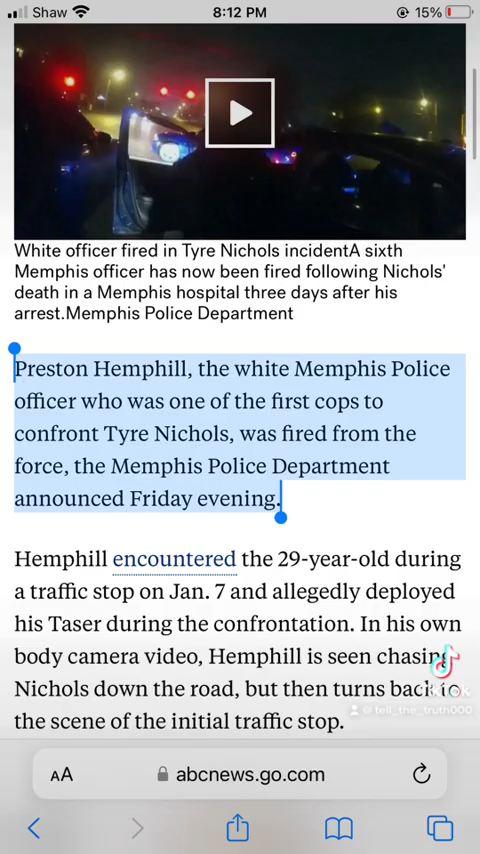 Shaw
8:12 PM
15%
White officer fired in Tyre Nichols incidentA sixth
Memphis officer has now been fired following Nichols'
death in a Memphis hospital three days after his
arrest.Memphis Police Department
Preston Hemphill, the white Memphis Police
officer who was one of the first cops to
confront Tyre Nichols, was fired from the
force, the Memphis Police Department
announced Friday evening.
Hemphill encountered the 29-year-old during
a traffic stop on Jan. 7 and allegedly deployed
his Taser during the confrontation. In his own
body camera video, Hemphill is seen chasing
Nichols down the road, but then turns back to
the scene of the initial traffic stop.
TikTok
@tell_the_truth000
AA
abcnews.go.com